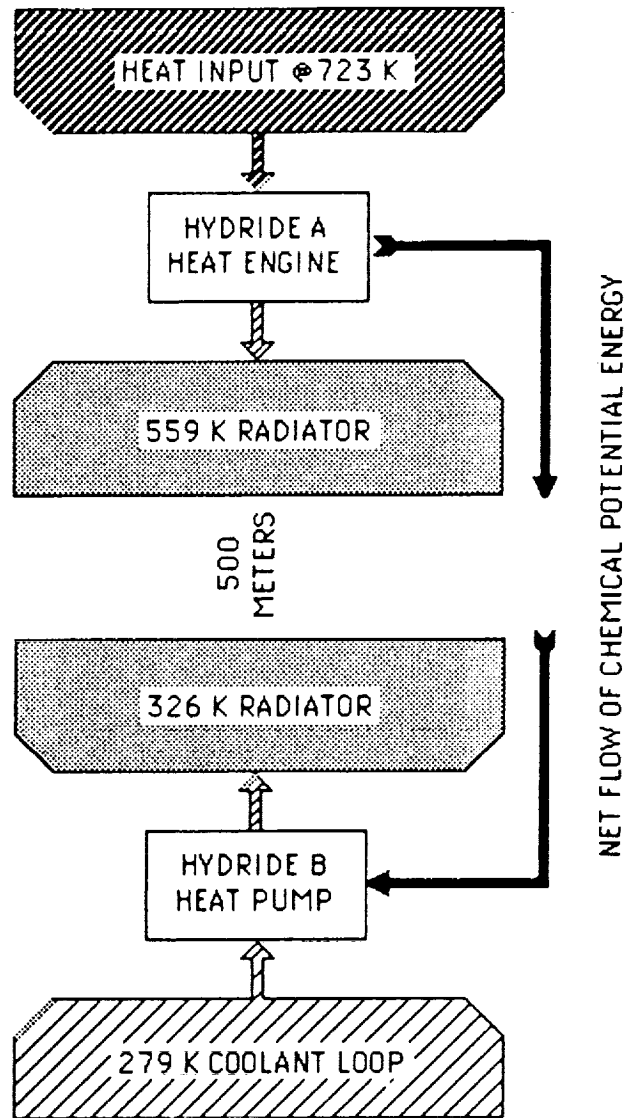 HEAT INPUT @ 723 K
HYDRIDE A
HEAT ENGINE
559 K RADIATOR
500
METERS
326 K RADIATOR
HYDRIDE B
HEAT PUMP
279 K COOLANT LOOP
NET FLOW OF CHEMICAL POTENTIAL ENERGY